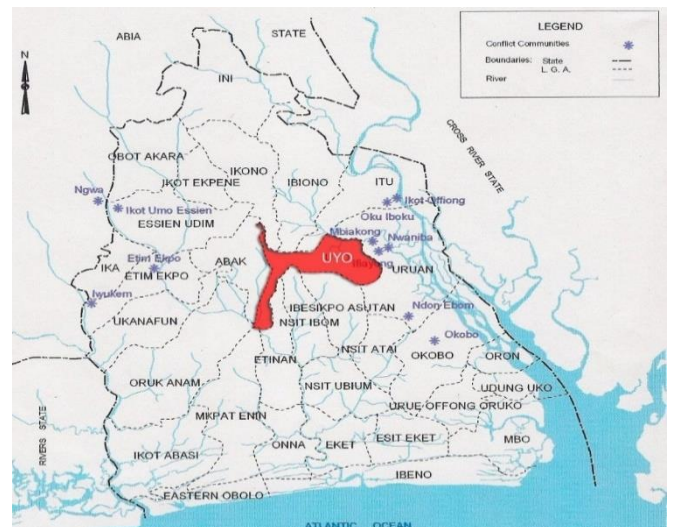 LEGEND
Conflict Communities
Boundaries: State
L. G. A.
River
N
ABIA
STATE
INI
CROSS RIVER STATE
OBOT AKARA
IKONO
IKOT EKPENE
IBIONO
ITU
Ngwa
Ikot Umo Essien
Ikot Offiong
Oku Iboku
ESSIEN UDIM
Mbiakong
Nwaniba
UYO
Etim Ekpo
ABAK
IKA
ETIM EKPO
URUAN
Iwukem
IBESIKPO ASUTAN
Ndon Ebom
UKANAFUN
NSIT IBOM
Okobo
NSIT ATAI
ETINAN
OKOBO
ORON
ORUK ANAM
NSIT UBIUM
UDUNG UKO
URUE OFFONG ORUKO
MKPAT ENIN
RIVERS STATE
ONNA
EKET
ESIT EKET
MBO
IKOT ABASI
IBENO
EASTERN OBOLO
ATLANTIC OCEAN